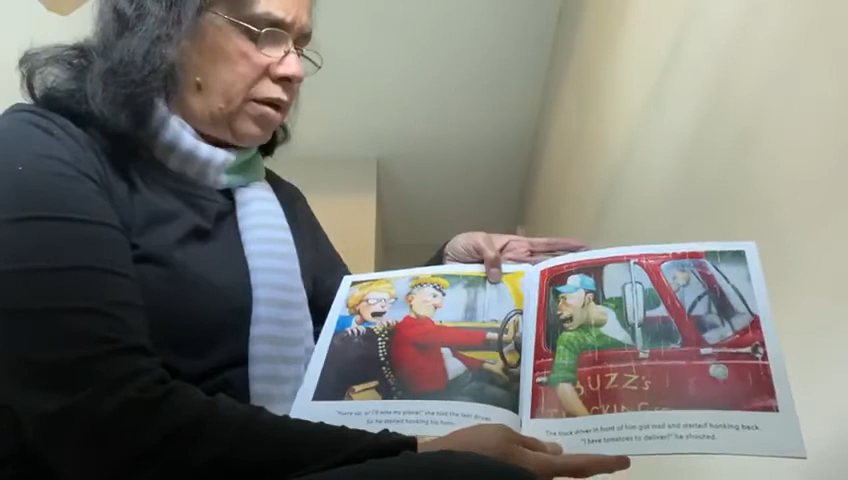 "Hurry up, or I'll miss my plane!" she told the taxi driver.
So he started honking his horn.
BUZZ'S
The truck driver in front of him got mad and started honking back.
"I have tomatoes to deliver!" he shouted.